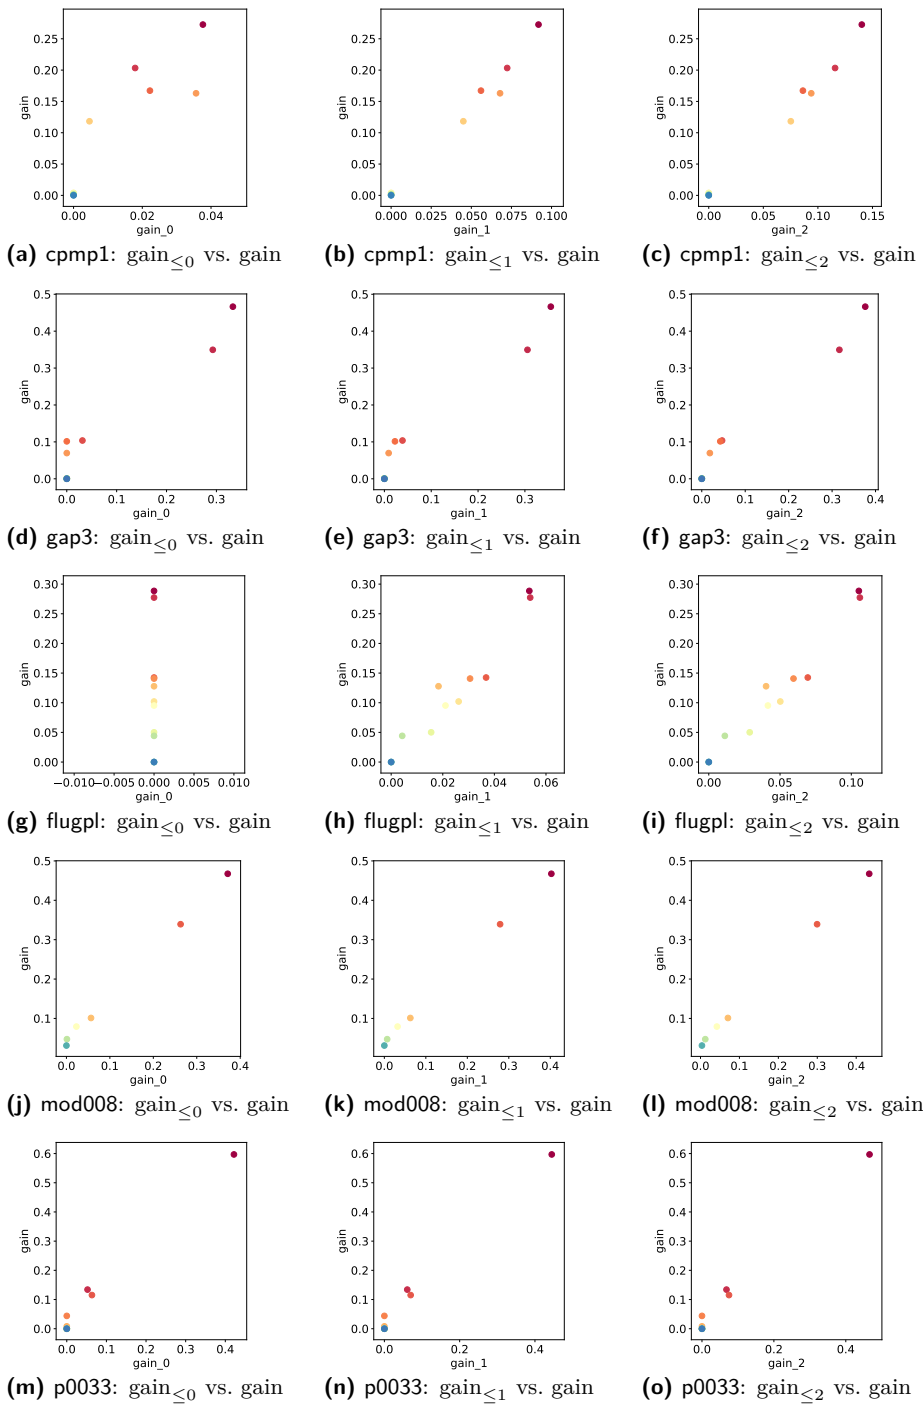 0.25
0.20
0.15
0.10
0.05
0.00
gain
0.00 0.02 0.04
gain_0
(a) cpmp1: gain≤0 vs. gain
0.25
0.20
0.15
0.10
0.05
0.00
gain
0.000 0.025 0.050 0.075 0.100
gain_1
(b) cpmp1: gain≤1 vs. gain
0.25
0.20
0.15
0.10
0.05
0.00
gain
0.00 0.05 0.10 0.15
gain_2
(c) cpmp1: gain≤2 vs. gain
0.5
0.4
0.3
0.2
0.1
0.0
gain
0.0 0.1 0.2 0.3
gain_0
(d) gap3: gain≤0 vs. gain
0.5
0.4
0.3
0.2
0.1
0.0
gain
0.0 0.1 0.2 0.3
gain_1
(e) gap3: gain≤1 vs. gain
0.5
0.4
0.3
0.2
0.1
0.0
gain
0.0 0.1 0.2 0.3 0.4
gain_2
(f) gap3: gain≤2 vs. gain
0.30
0.25
0.20
0.15
0.10
0.05
0.00
gain
−0.010 −0.005 0.000 0.005 0.010
gain_0
(g) flugpl: gain≤0 vs. gain
0.30
0.25
0.20
0.15
0.10
0.05
0.00
gain
0.00 0.02 0.04 0.06
gain_1
(h) flugpl: gain≤1 vs. gain
0.30
0.25
0.20
0.15
0.10
0.05
0.00
gain
0.00 0.05 0.10
gain_2
(i) flugpl: gain≤2 vs. gain
0.5
0.4
0.3
0.2
0.1
gain
0.0 0.1 0.2 0.3 0.4
gain_0
(j) mod008: gain≤0 vs. gain
0.5
0.4
0.3
0.2
0.1
gain
0.0 0.1 0.2 0.3 0.4
gain_1
(k) mod008: gain≤1 vs. gain
0.5
0.4
0.3
0.2
0.1
gain
0.0 0.1 0.2 0.3 0.4
gain_2
(l) mod008: gain≤2 vs. gain
0.6
0.5
0.4
0.3
0.2
0.1
0.0
gain
0.0 0.1 0.2 0.3 0.4
gain_0
(m) p0033: gain≤0 vs. gain
0.6
0.5
0.4
0.3
0.2
0.1
0.0
gain
0.0 0.2 0.4
gain_1
(n) p0033: gain≤1 vs. gain
0.6
0.5
0.4
0.3
0.2
0.1
0.0
gain
0.0 0.2 0.4
gain_2
(o) p0033: gain≤2 vs. gain